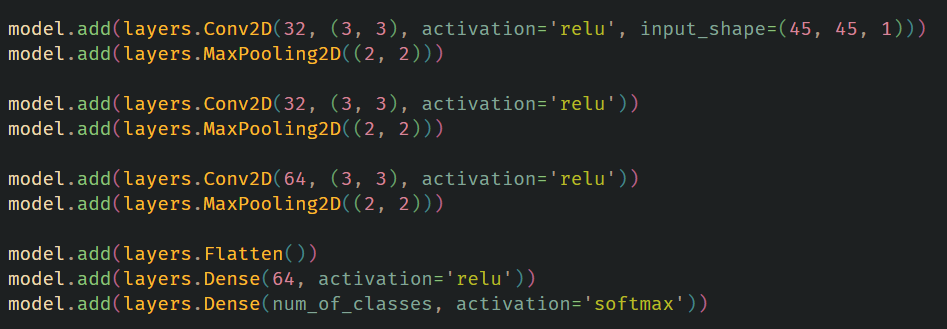 model.add(layers.Conv2D(32, (3, 3), activation='relu', input_shape=(45, 45, 1)))
model.add(layers.MaxPooling2D((2, 2)))
model.add(layers.Conv2D(32, (3, 3), activation='relu'))
model.add(layers.MaxPooling2D((2, 2)))
model.add(layers.Conv2D(64, (3, 3), activation='relu'))
model.add(layers.MaxPooling2D((2, 2)))
model.add(layers.Flatten())
model.add(layers.Dense(64, activation='relu'))
model.add(layers.Dense(num_of_classes, activation='softmax'))